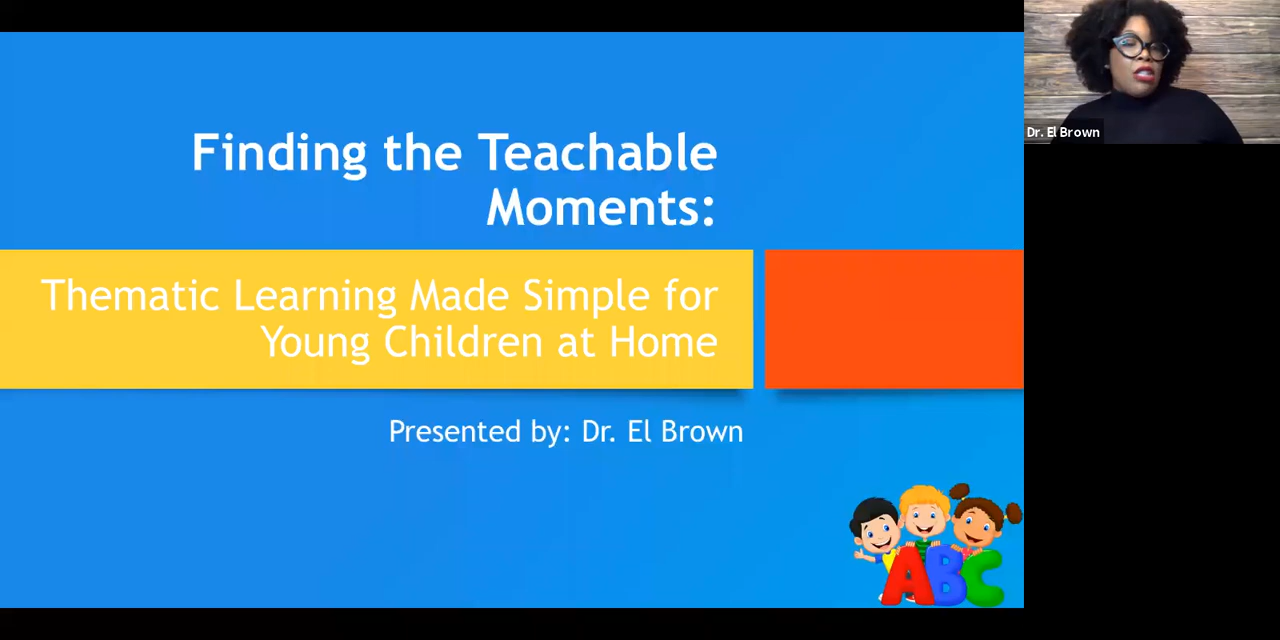 Finding the Teachable
Moments:
Thematic Learning Made Simple for
Young Children at Home
Presented by: Dr. El Brown
ABC
Dr. El Brown